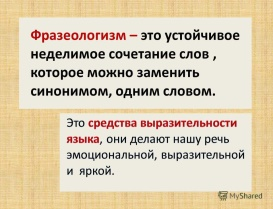 Фразеологизм – это устойчивое
неделимое сочетание слов ,
которое можно заменить
синонимом, одним словом.
Это средства выразительности
языка, они делают нашу речь
эмоциональной, выразительной
и яркой.
MyShared